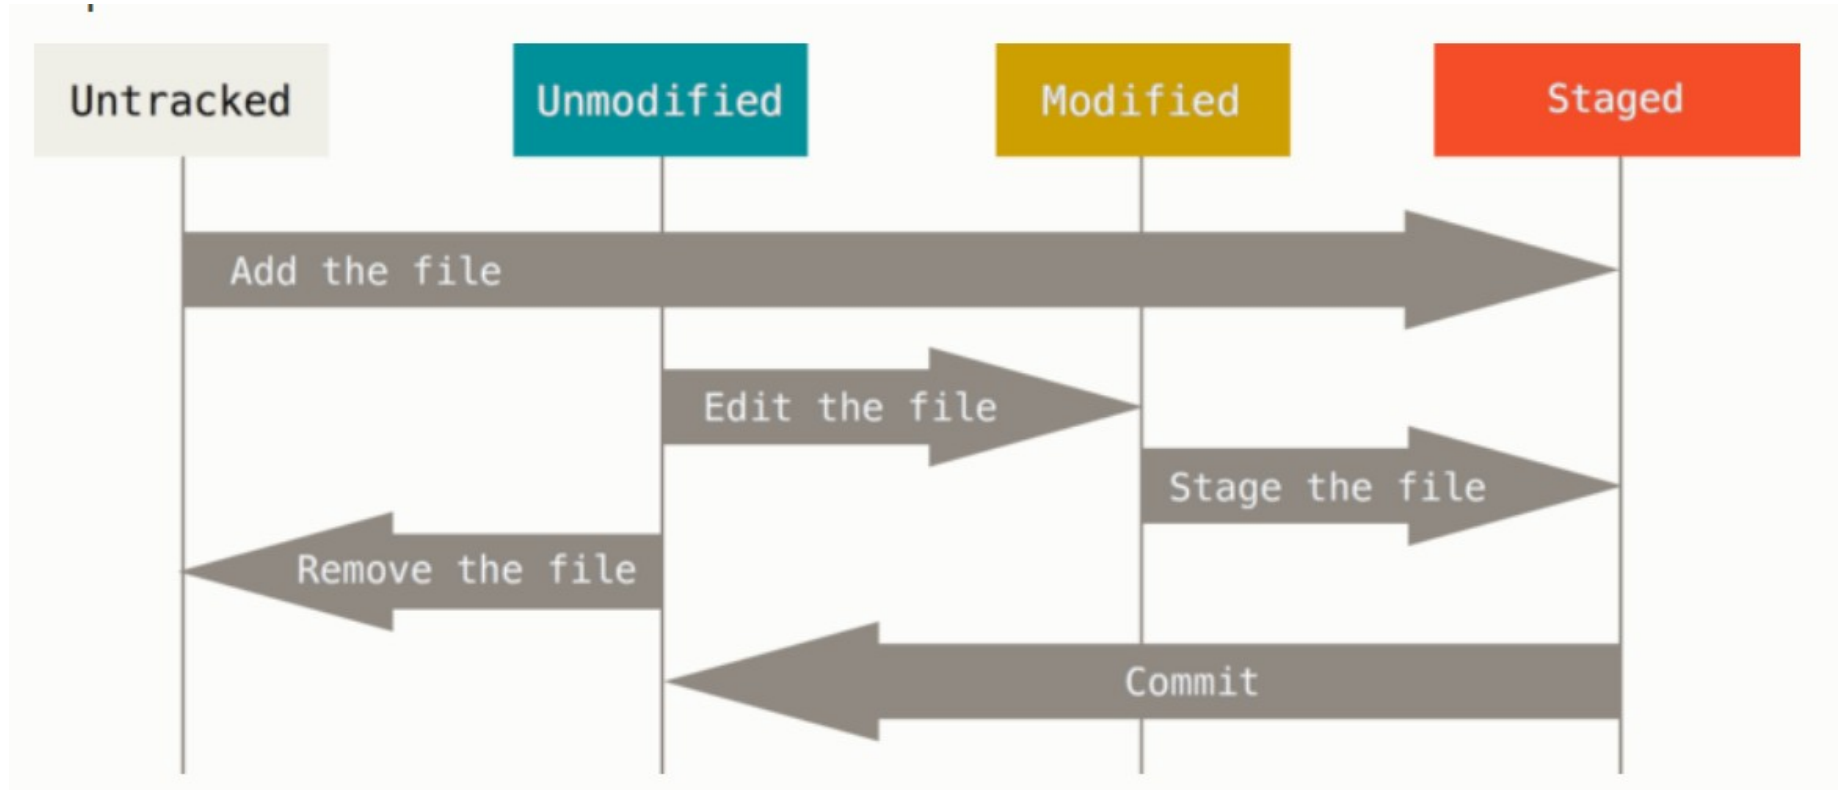 Untracked
Unmodified
Modified
Staged
Add the file
Edit the file
Stage the file
Remove the file
Commit